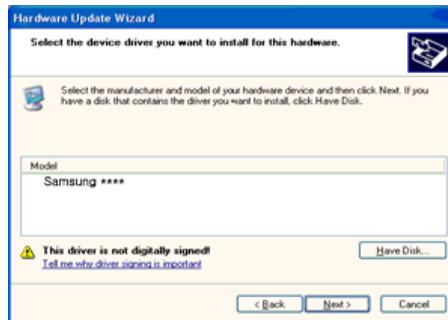 Hardware Update Wizard
Select the device driver you want to install for this hardware.
Select the manufacturer and model of your hardware device and then click Next. If you
have a disk that contains the driver you want to install, click Have Disk.
Model
Samsung ****
This driver is not digitally signed!
Have Disk...
Tell me why driver signing is important
< Back
Next >
Cancel